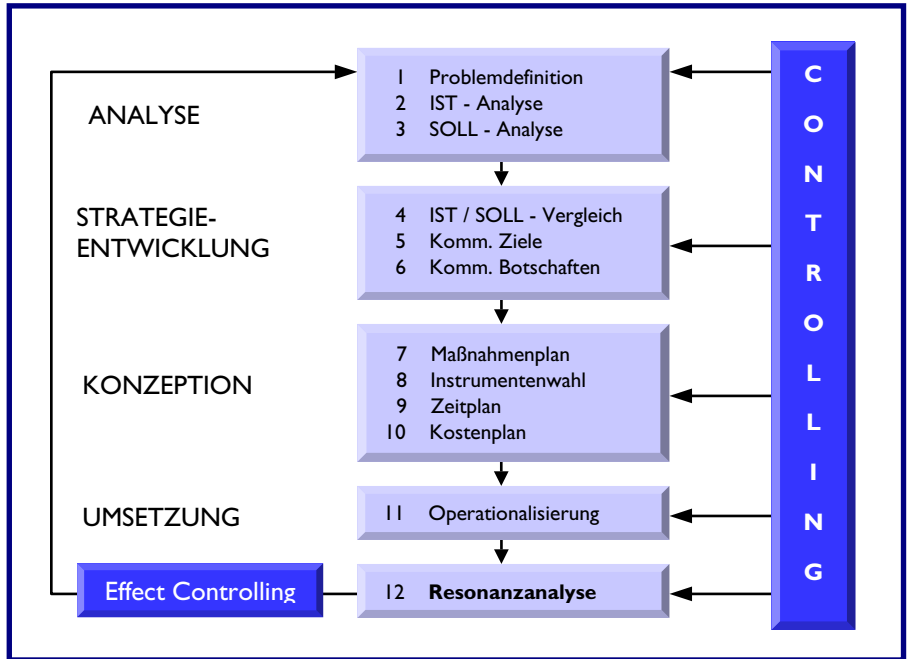 ANALYSE
1 Problemdefinition
2 IST - Analyse
3 SOLL - Analyse
STRATEGIE-
ENTWICKLUNG
4 IST / SOLL - Vergleich
5 Komm. Ziele
6 Komm. Botschaften
KONZEPTION
7 Maßnahmenplan
8 Instrumentenwahl
9 Zeitplan
10 Kostenplan
UMSETZUNG
11 Operationalisierung
Effect Controlling
12 Resonanzanalyse
C
O
N
T
R
O
L
L
I
N
G